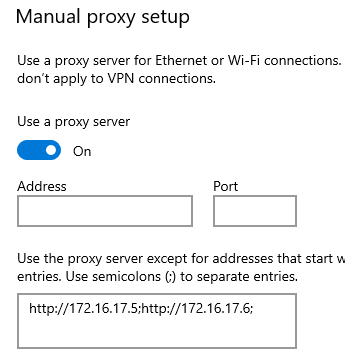 Manual proxy setup
Use a proxy server for Ethernet or Wi-Fi connections.
don't apply to VPN connections.
Use a proxy server
On
Address Port
Use the proxy server except for addresses that start
entries. Use semicolons (;) to separate entries.
http://172.16.17.5;http://172.16.17.6;